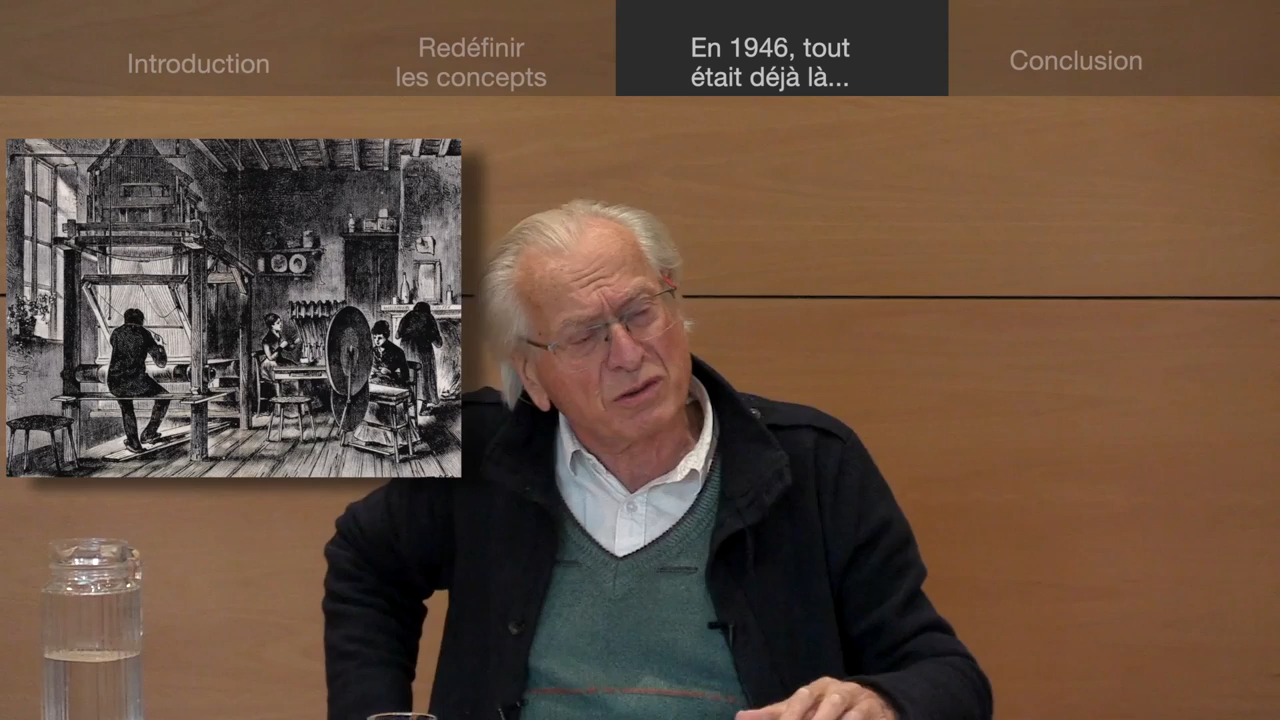 Introduction
Redéfinir
les concepts
En 1946, tout
était déjà là...
Conclusion